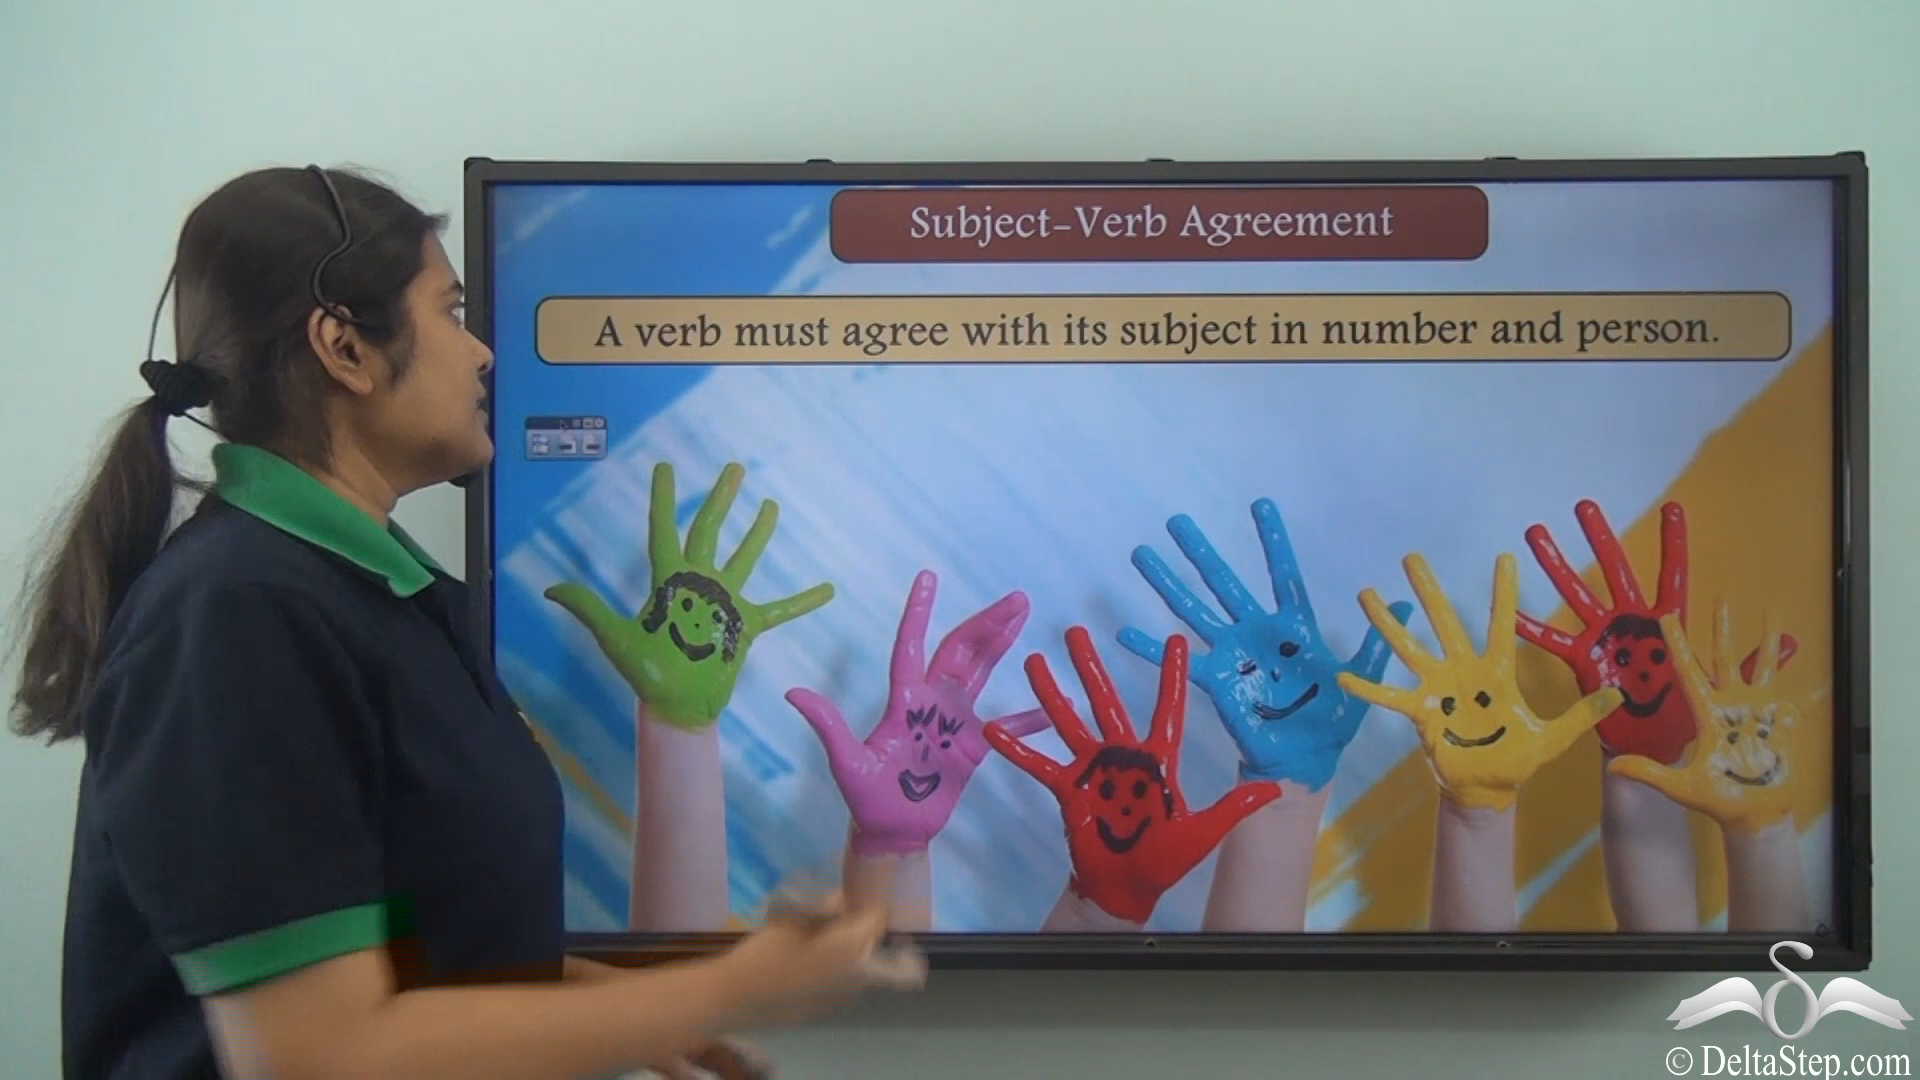 Subject-Verb Agreement
A verb must agree with its subject in number and person.
© DeltaStep.com